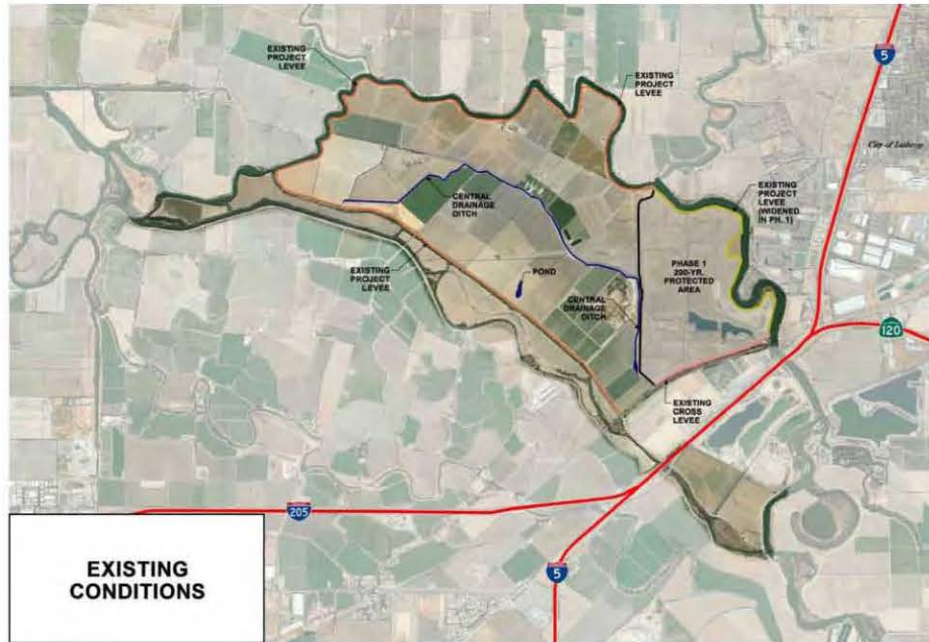 EXISTING
PROJECT
LEVEE
EXISTING
PROJECT
LEVEE
5
City of Lathrop
EXISTING
PROJECT
LEVEE
(WIDENED
IN PH. 1)
CENTRAL
DRAINAGE
DITCH
EXISTING
PROJECT
LEVEE
POND
PHASE 1
200-YR.
PROTECTED
AREA
CENTRAL
DRAINAGE
DITCH
120
EXISTING
CROSS
LEVEE
205
5
EXISTING
CONDITIONS